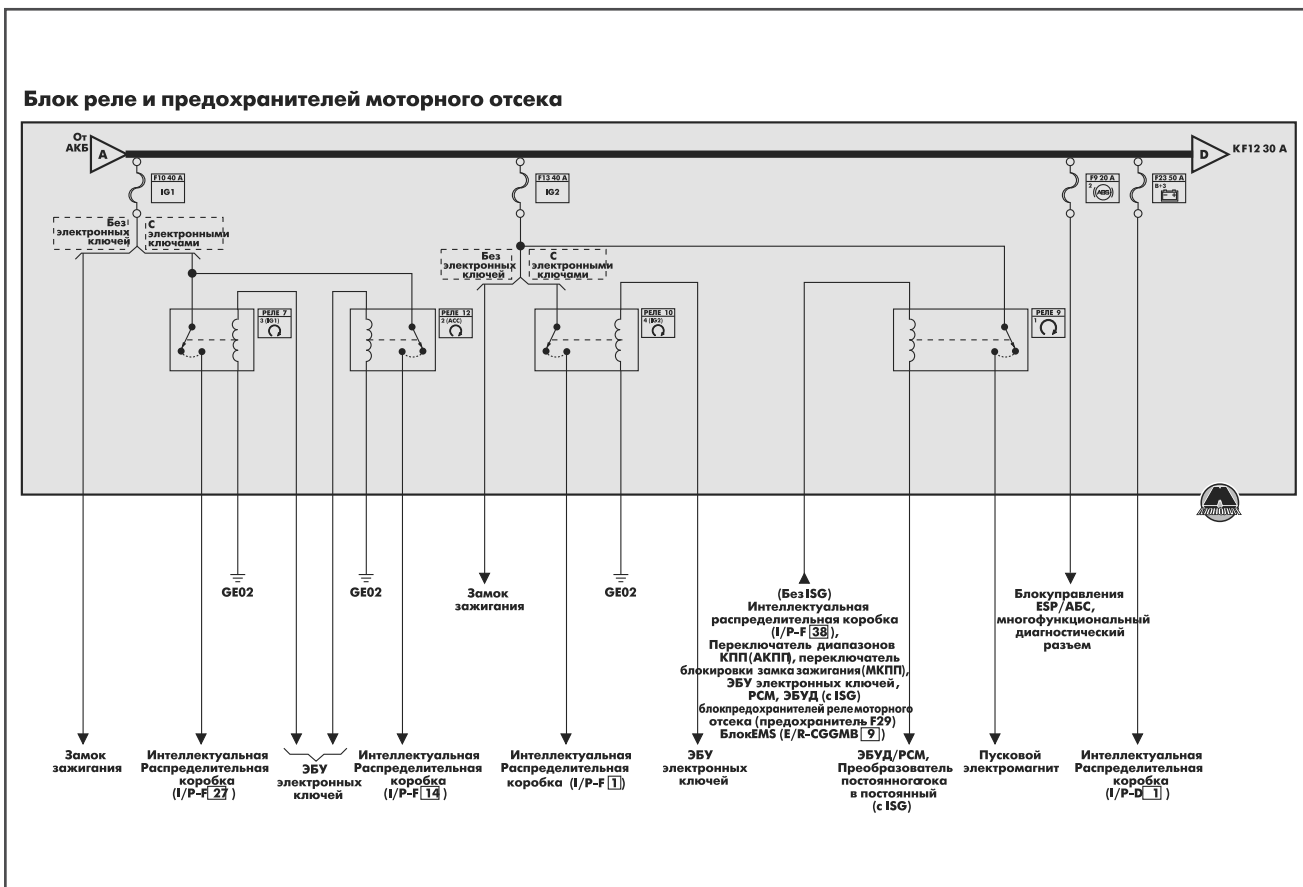 Блок реле и предохранителей моторного отсека
От
АКБ
A
D
KF12 30 A
F10 40 A
IG1
F13 40 A
IG2
F9 20 A
2
ABS
F23 50 A
B+3
Без
электронных
ключей
С
электронными
ключами
Без
электронных
ключей
С
электронными
ключами
РЕЛЕ 7
3 (IG1)
РЕЛЕ 12
2 (ACC)
РЕЛЕ 10
4 (IG2)
РЕЛЕ 9
1
GE02
GE02
Замок
зажигания
GE02
(Без ISG)
Интеллектуальная
распределительная коробка
(I/P-F 38),
Переключатель диапазонов
КПП(АКПП), переключатель
блокировки замка зажигания(МКПП),
ЭБУ электронных ключей,
PCM, ЭБУД (с ISG)
блокпредохранителей релемоторного
отсека (предохранитель F29)
БлокEMS (E/R-CGGMB 9)
Блокуправления
ESP/АБС,
многофункциональный
диагностический
разъем
Замок
зажигания
Интеллектуальная
Распределительная
коробка
(I/P-F 27)
ЭБУ
электронных
ключей
Интеллектуальная
Распределительная
коробка
(I/P-F 14)
Интеллектуальная
Распределительная
коробка (I/P-F 1)
ЭБУ
электронных
ключей
ЭБУД/PCM,
Преобразователь
постоянноготока
в постоянный
(с ISG)
Пусковой
электромагнит
Интеллектуальная
Распределительная
коробка
(I/P-D 1)